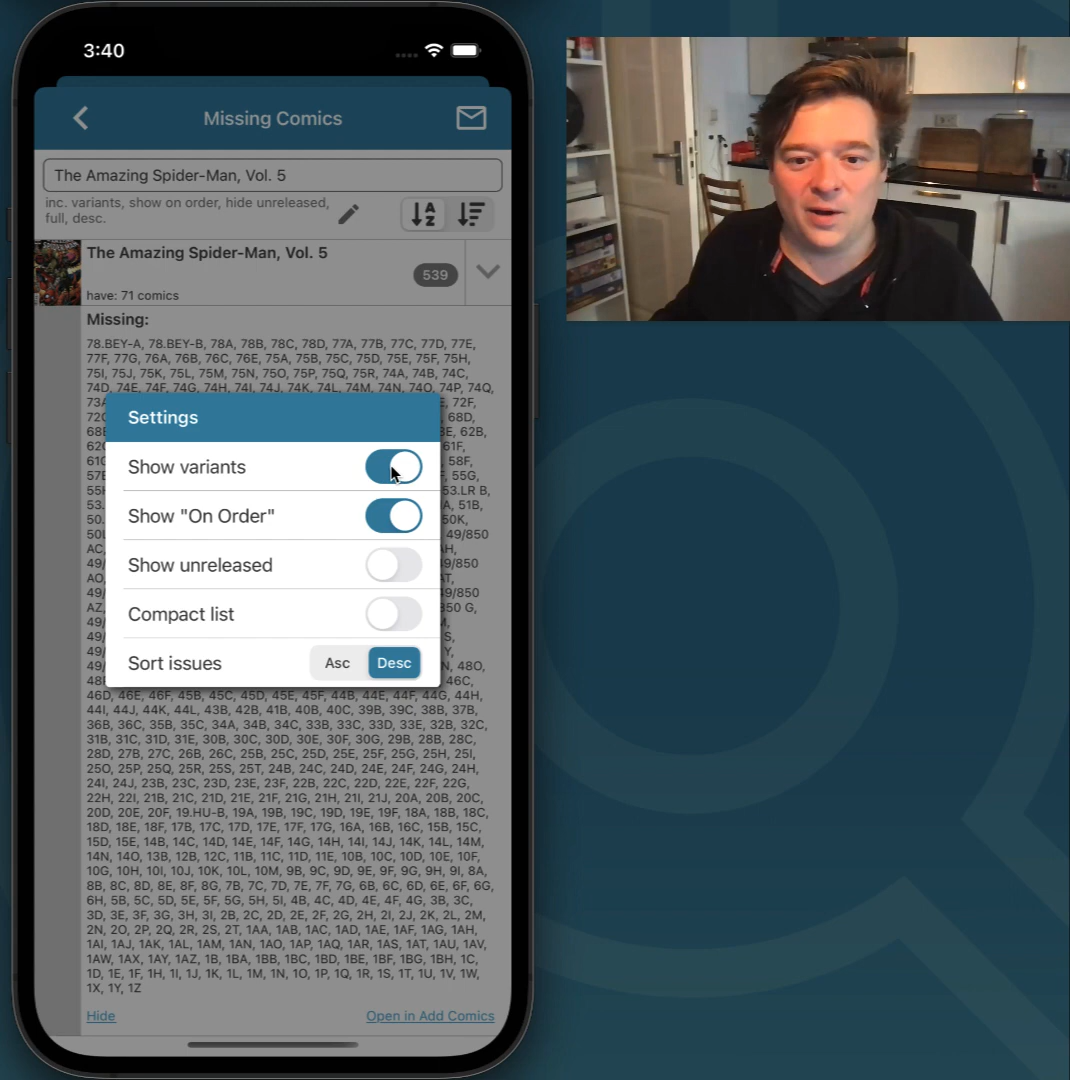 3:40
Missing Comics
The Amazing Spider-Man, Vol. 5
inc. variants, show on order, hide unreleased,
full, desc.
The Amazing Spider-Man, Vol. 5
539
have: 71 comics
Missing:
78.BEY-A, 78.BEY-B, 78A, 78B, 78C, 78D, 77A, 77B, 77C, 77D, 77E,
77F, 77G, 76A, 76B, 76C, 76E, 75A, 75B, 75C, 75D, 75E, 75F, 75H,
75I, 75J, 75K, 75L, 75M, 75N, 75O, 75P, 75Q, 75R, 74A, 74B, 74C,
74D, 74E, 74F, 74G, 74H, 74I, 74J, 74K, 74L, 74M, 74N, 74O, 74P, 74Q,
Settings
Show variants
Show "On Order"
Show unreleased
Compact list
Sort issues Asc Desc
46D, 46E, 46F, 45B, 45C, 45D, 45E, 45F, 44B, 44E, 44F, 44G, 44H,
44I, 44J, 44K, 44L, 43B, 42B, 41B, 40B, 40C, 39B, 39C, 38B, 37B,
36B, 36C, 35B, 35C, 34A, 34B, 34C, 33B, 33C, 33D, 33E, 32B, 32C,
31B, 31C, 31D, 31E, 30B, 30C, 30D, 30E, 30F, 30G, 29B, 28B, 28C,
28D, 27B, 27C, 26B, 26C, 25B, 25C, 25D, 25E, 25F, 25G, 25H, 25I,
25O, 25P, 25Q, 25R, 25S, 25T, 24B, 24C, 24D, 24E, 24F, 24G, 24H,
24I, 24J, 23B, 23C, 23D, 23E, 23F, 22B, 22C, 22D, 22E, 22F, 22G,
22H, 22I, 21B, 21C, 21D, 21E, 21F, 21G, 21H, 21I, 21J, 20A, 20B, 20C,
20D, 20E, 20F, 19.HU-B, 19A, 19B, 19C, 19D, 19E, 19F, 18A, 18B, 18C,
18D, 18E, 18F, 17B, 17C, 17D, 17E, 17F, 17G, 16A, 16B, 16C, 15B, 15C,
15D, 15E, 14B, 14C, 14D, 14E, 14F, 14G, 14H, 14I, 14J, 14K, 14L, 14M,
14N, 14O, 13B, 12B, 12C, 11B, 11C, 11D, 11E, 10B, 10C, 10D, 10E, 10F,
10G, 10H, 10I, 10J, 10K, 10L, 10M, 9B, 9C, 9D, 9E, 9F, 9G, 9H, 9I, 8A,
8B, 8C, 8D, 8E, 8F, 8G, 7B, 7C, 7D, 7E, 7F, 7G, 6B, 6C, 6D, 6E, 6F, 6G,
6H, 5B, 5C, 5D, 5E, 5F, 5G, 5H, 5I, 4B, 4C, 4D, 4E, 4F, 4G, 3B, 3C,
3D, 3E, 3F, 3G, 3H, 3I, 2B, 2C, 2D, 2E, 2F, 2G, 2H, 2I, 2J, 2K, 2L, 2M,
2N, 2O, 2P, 2Q, 2R, 2S, 2T, 1AA, 1AB, 1AC, 1AD, 1AE, 1AF, 1AG, 1AH,
1AI, 1AJ, 1AK, 1AL, 1AM, 1AN, 1AO, 1AP, 1AQ, 1AR, 1AS, 1AT, 1AU, 1AV,
1AW, 1AX, 1AY, 1AZ, 1B, 1BA, 1BB, 1BC, 1BD, 1BE, 1BF, 1BG, 1BH, 1C,
1D, 1E, 1F, 1H, 1I, 1J, 1K, 1L, 1M, 1N, 1O, 1P, 1Q, 1R, 1S, 1T, 1U, 1V, 1W,
1X, 1Y, 1Z
Hide
Open in Add Comics